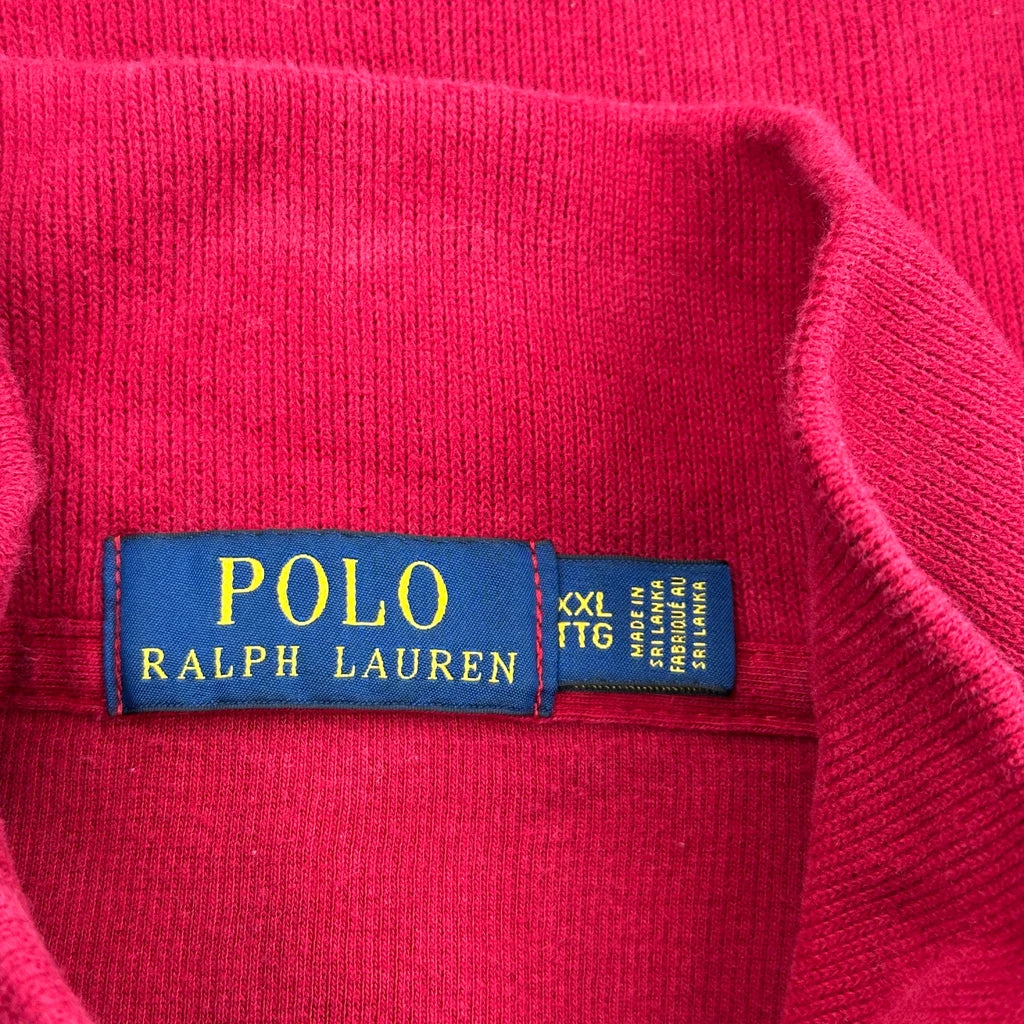 POLO
RALPH LAUREN
XXL
TTG
MADE IN
SRI LANKA
FABRIQUÉ AU
SRI LANKA